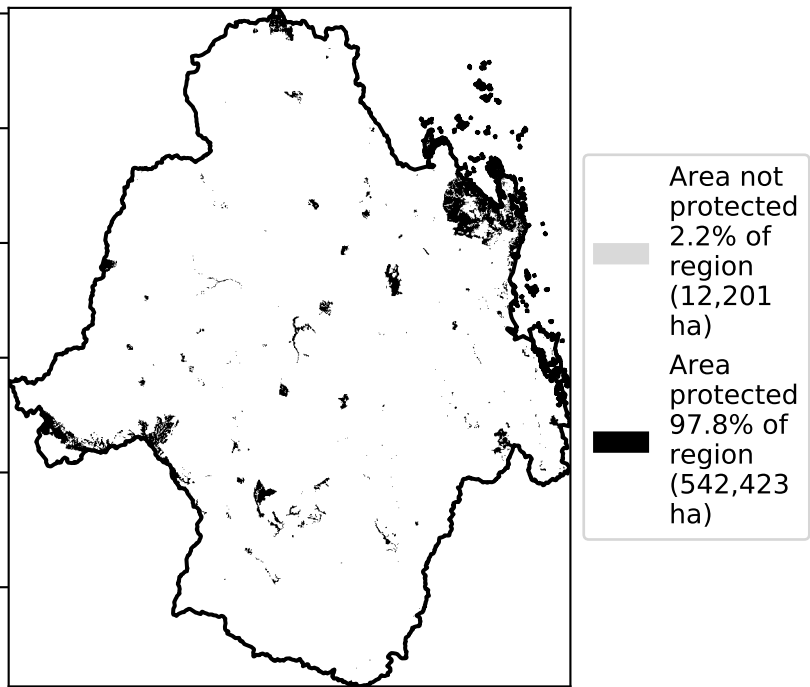 Area not
protected
2.2% of
region
(12,201
ha)
Area
protected
97.8% of
region
(542,423
ha)